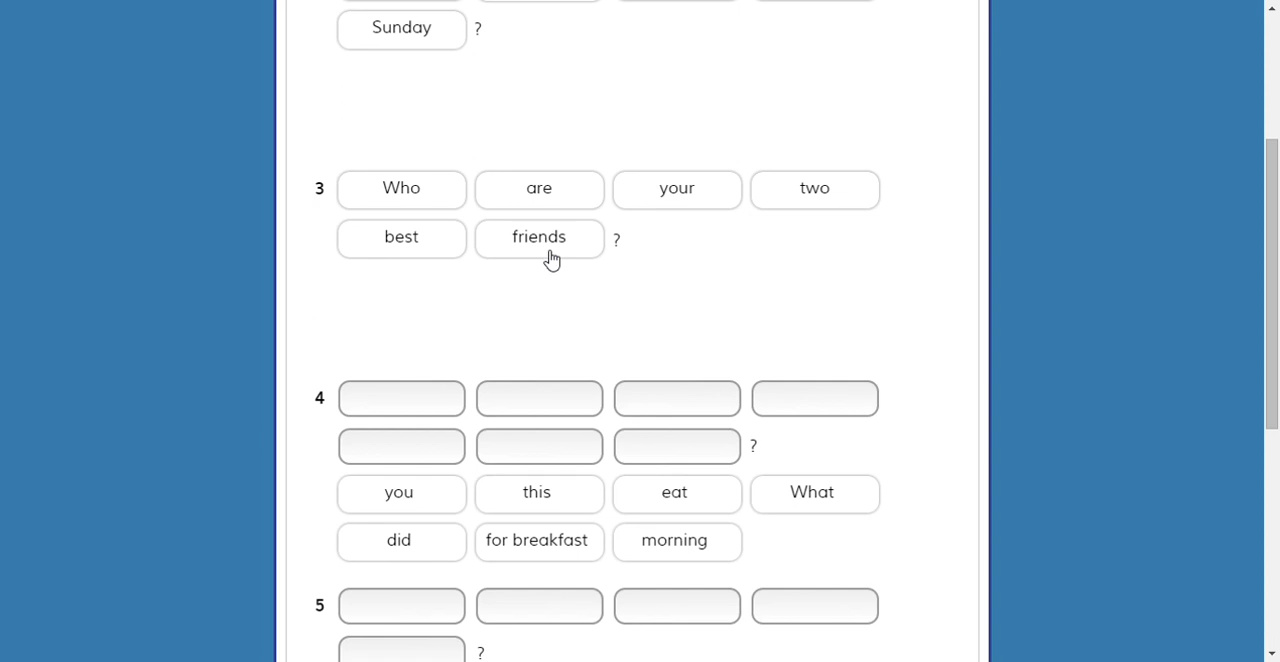 Sunday ?
3 Who are your two
best friends ?
4
?
you this eat What
did for breakfast morning
5
?